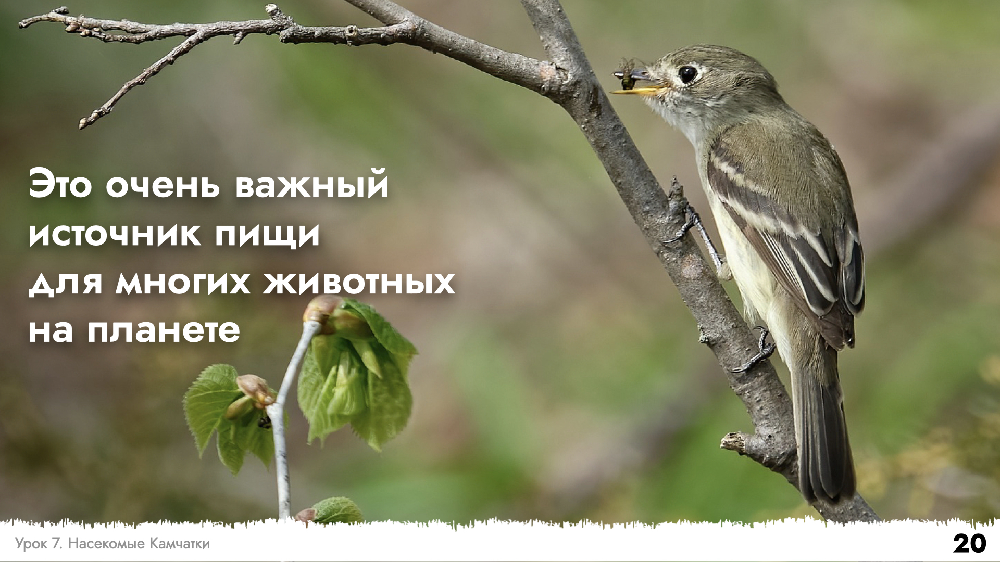 Это очень важный
источник пищи
для многих животных
на планете
Урок 7. Насекомые Камчатки
20